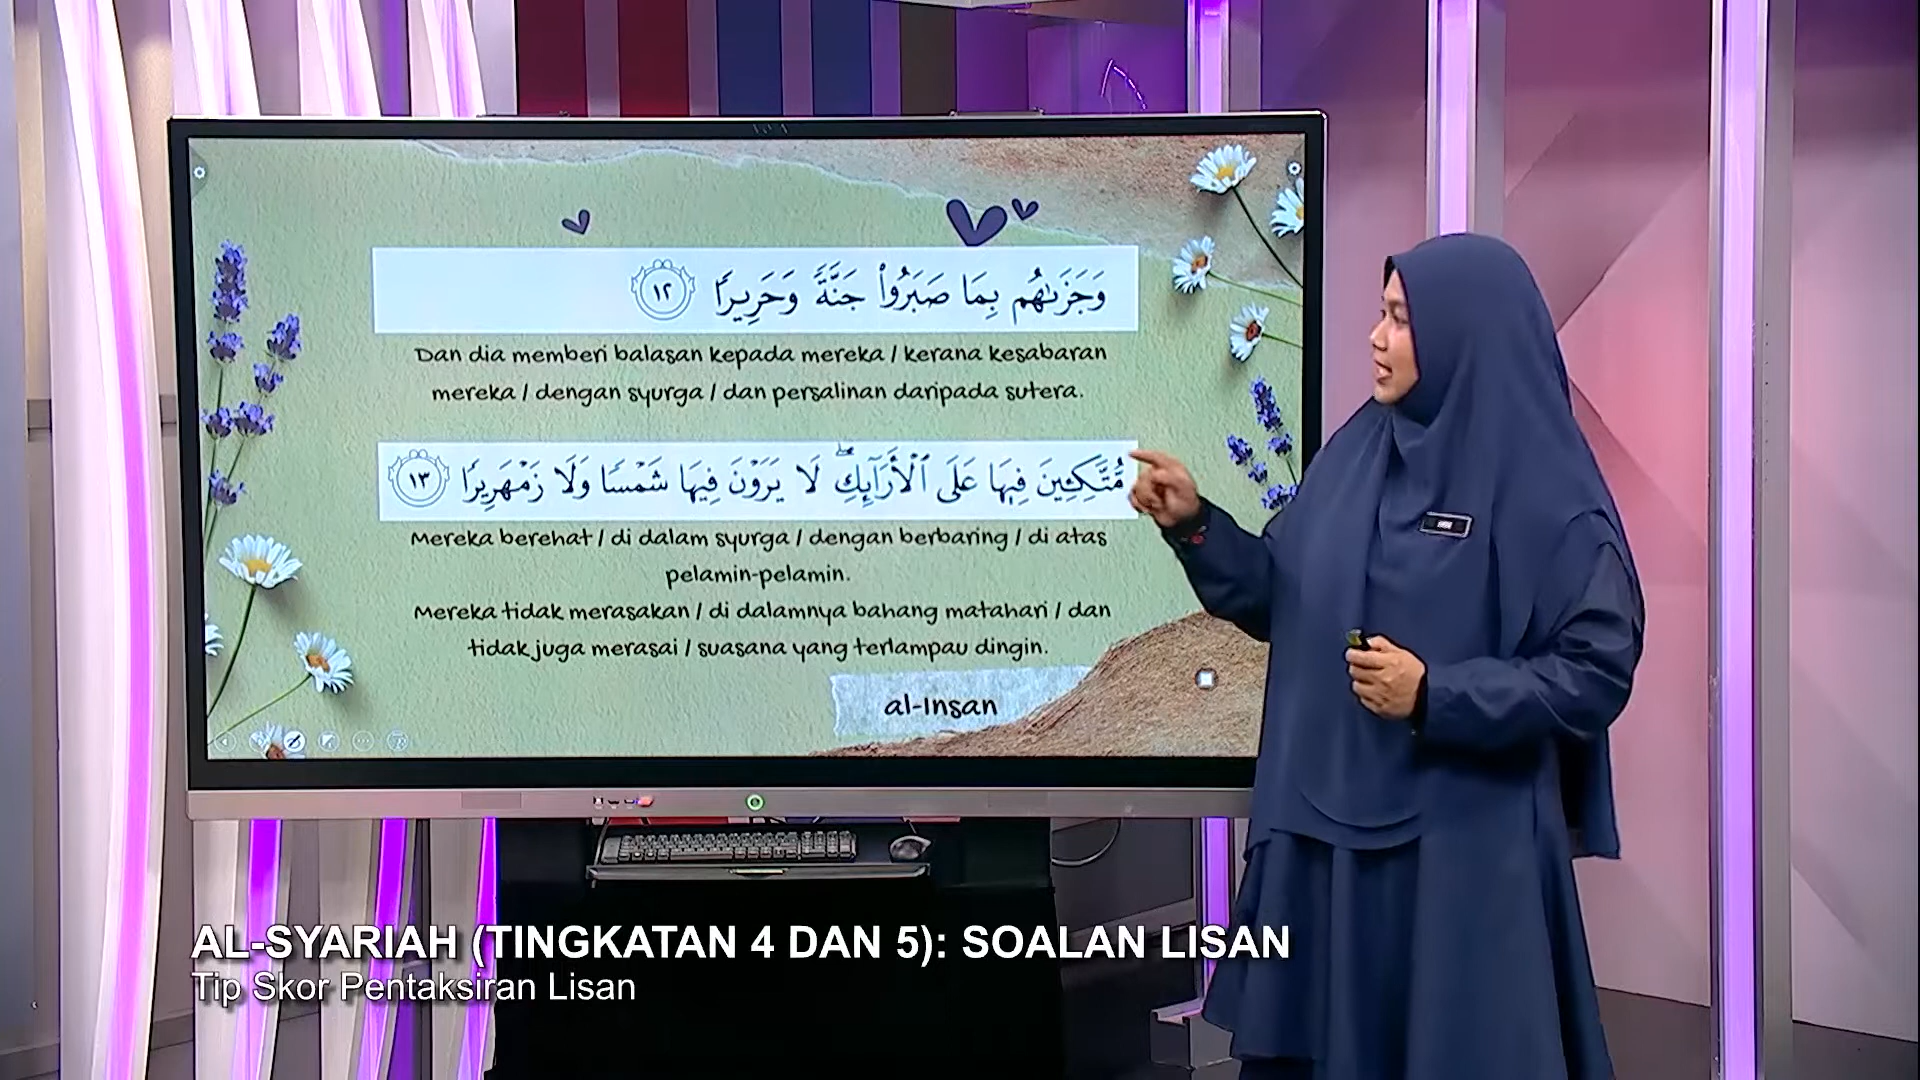 وَجَزَىٰهُم بِمَا صَبَرُوا۟ جَنَّةً وَحَرِيرًا ١٢
Dan dia memberi balasan kepada mereka / kerana kesabaran
mereka / dengan syurga / dan persalinan daripada sutera.
مُّتَّكِـِٔينَ فِيهَا عَلَى ٱلْأَرَآئِكِ ۖ لَا يَرَوْنَ فِيهَا شَمْسًا وَلَا زَمْهَرِيرًا ١٣
Mereka berehat / di dalam syurga / dengan berbaring / di atas
pelamin-pelamin.
Mereka tidak merasakan / di dalamnya bahang matahari / dan
tidak juga merasai / suasana yang terlampau dingin.
al-Insan
AL-SYARIAH (TINGKATAN 4 DAN 5): SOALAN LISAN
Tip Skor Pentaksiran Lisan